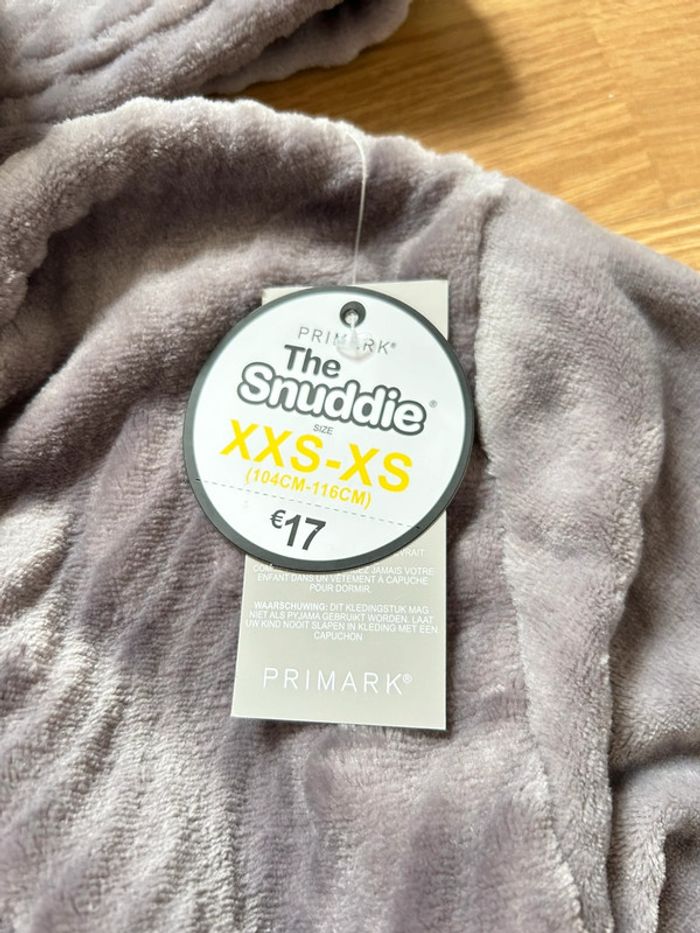 PRIMARK®
The
Snuddie®
SIZE
XXS-XS
(104CM-116CM)
€17
JAMAIS VOTRE
ENFANT DANS UN VÊTEMENT À CAPUCHE
POUR DORMIR.
WAARSCHUWING: DIT KLEDINGSTUK MAG
NIET ALS PYJAMA GEBRUIKT WORDEN. LAAT
UW KIND NOOIT SLAPEN IN KLEDING MET EEN
CAPUCHON
PRIMARK®